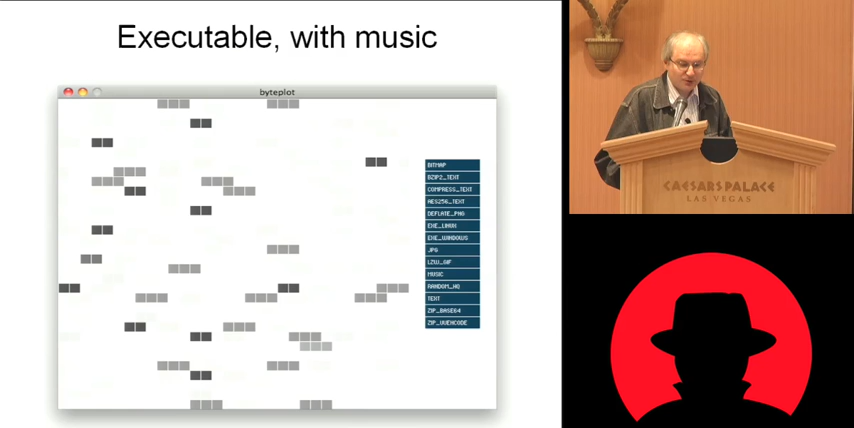 Executable, with music
byteplot
BITMAP
BZIP2_TEXT
COMPRESS_TEXT
AES256_TEXT
DEFLATE_PNG
EXE_LINUX
EXE_WINDOWS
JPG
LZW_GIF
MUSIC
RANDOM_HQ
TEXT
ZIP_BASE64
ZIP_UUENCODE
CAESARS PALACE
LAS VEGAS